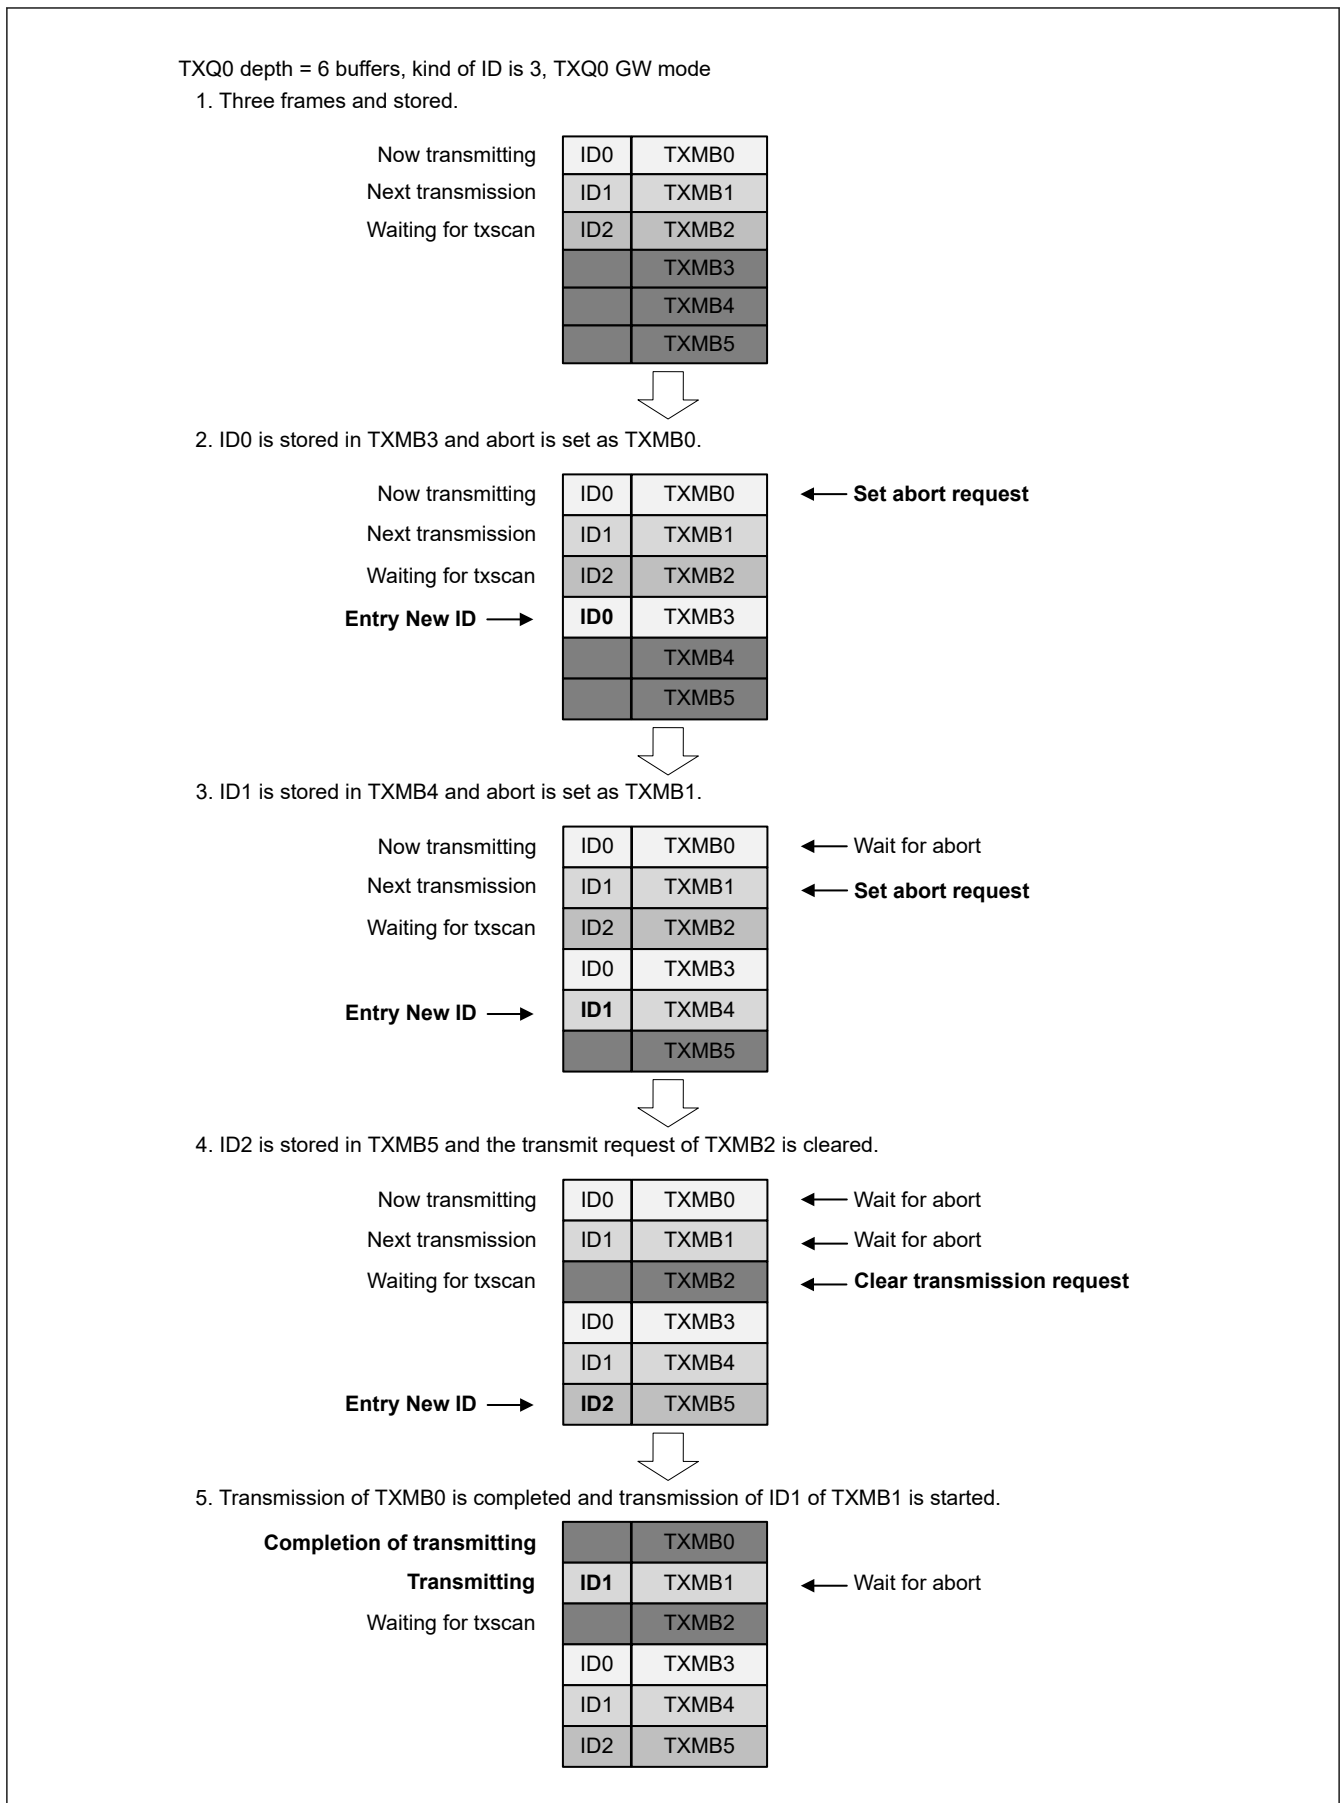 TXQ0 depth = 6 buffers, kind of ID is 3, TXQ0 GW mode
1. Three frames and stored.
Now transmitting ID0 TXMB0
Next transmission ID1 TXMB1
Waiting for txscan ID2 TXMB2
TXMB3
TXMB4
TXMB5
2. ID0 is stored in TXMB3 and abort is set as TXMB0.
Now transmitting ID0 TXMB0 Set abort request
Next transmission ID1 TXMB1
Waiting for txscan ID2 TXMB2
Entry New ID ID0 TXMB3
TXMB4
TXMB5
3. ID1 is stored in TXMB4 and abort is set as TXMB1.
Now transmitting ID0 TXMB0 Wait for abort
Next transmission ID1 TXMB1 Set abort request
Waiting for txscan ID2 TXMB2
ID0 TXMB3
Entry New ID ID1 TXMB4
TXMB5
4. ID2 is stored in TXMB5 and the transmit request of TXMB2 is cleared.
Now transmitting ID0 TXMB0 Wait for abort
Next transmission ID1 TXMB1 Wait for abort
Waiting for txscan TXMB2 Clear transmission request
ID0 TXMB3
ID1 TXMB4
Entry New ID ID2 TXMB5
5. Transmission of TXMB0 is completed and transmission of ID1 of TXMB1 is started.
Completion of transmitting TXMB0
Transmitting ID1 TXMB1 Wait for abort
Waiting for txscan TXMB2
ID0 TXMB3
ID1 TXMB4
ID2 TXMB5